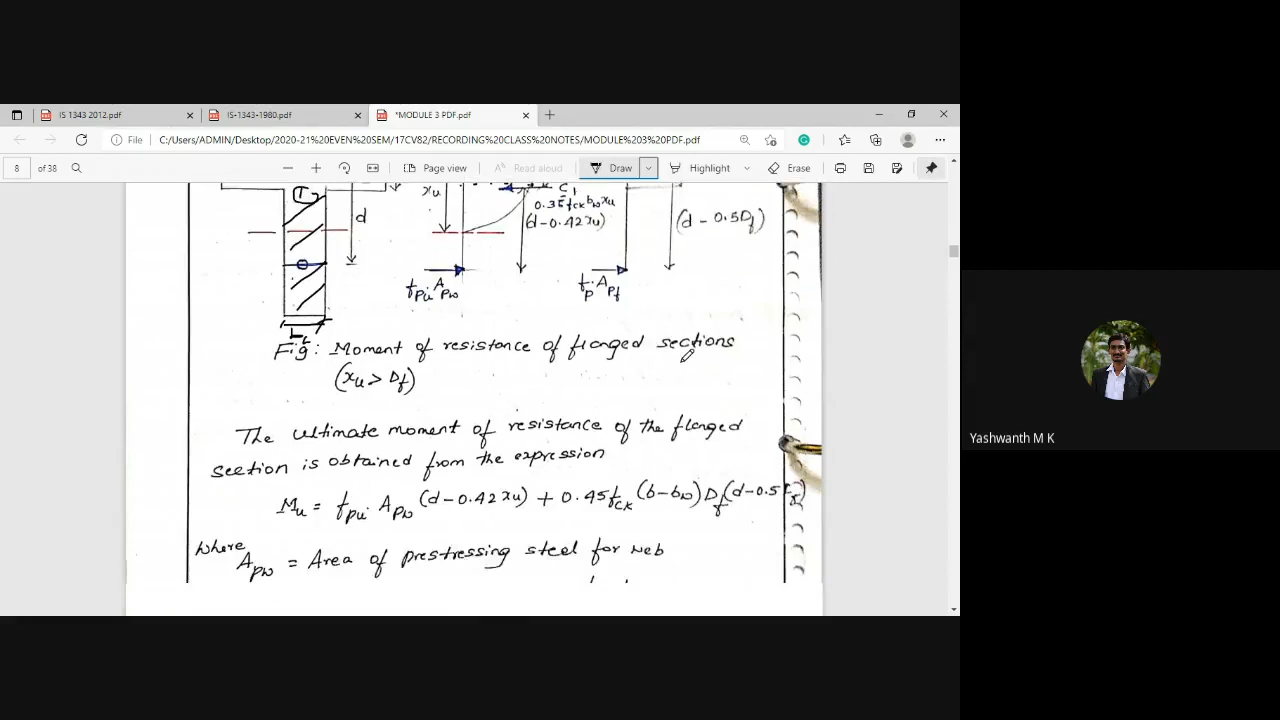 IS 1343 2012.pdf
IS-1343-1980.pdf
*MODULE 3 PDF.pdf
File
C:/Users/ADMIN/Desktop/2020-21%20EVEN%20SEM/17CV82/RECORDING%20CLASS%20NOTES/MODULE%203%20PDF.pdf
8 of 38
Page view
Read aloud
Draw
Highlight
Erase
xu
d
C1
(d-0.42xu)
(d-0.5Df)
fpu.Apw
fp.Apf
Fig: Moment of resistance of flanged sections
(xu > Df)
The ultimate moment of resistance of the flanged
section is obtained from the expression
Mu = fpu. Apw (d-0.42xu) + 0.45fck (b-bw) Df (d-0.5Df)
Where
Apw = Area of prestressing steel for web
Yashwanth M K